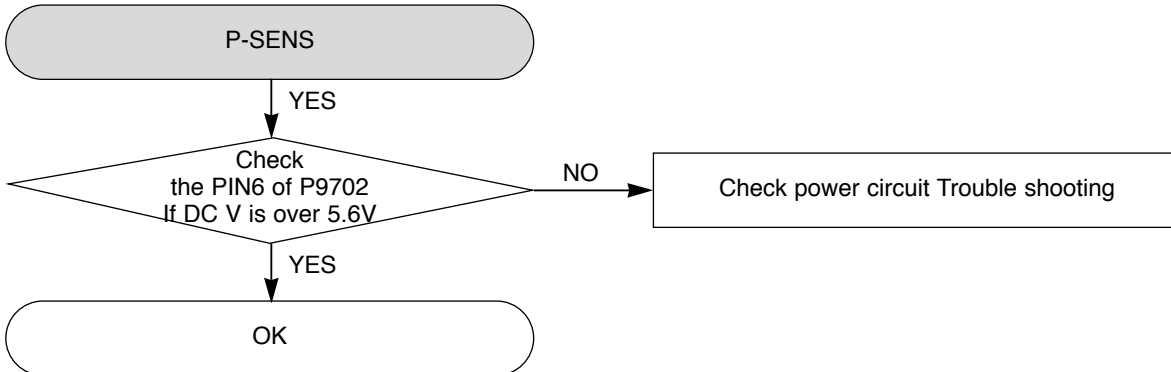 P-SENS
YES
Check
the PIN6 of P9702
If DC V is over 5.6V
NO
Check power circuit Trouble shooting
YES
OK